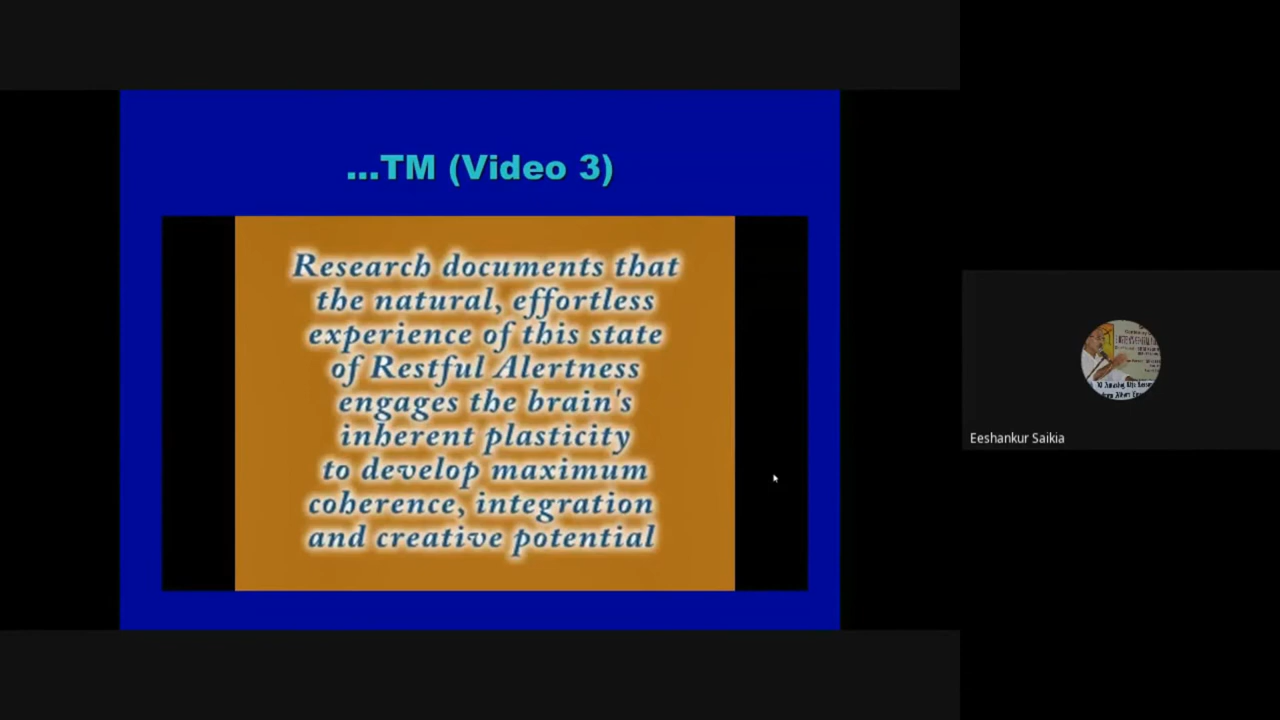 ...TM (Video 3)
Research documents that
the natural, effortless
experience of this state
of Restful Alertness
engages the brain's
inherent plasticity
to develop maximum
coherence, integration
and creative potential
Eeshankur Saikia